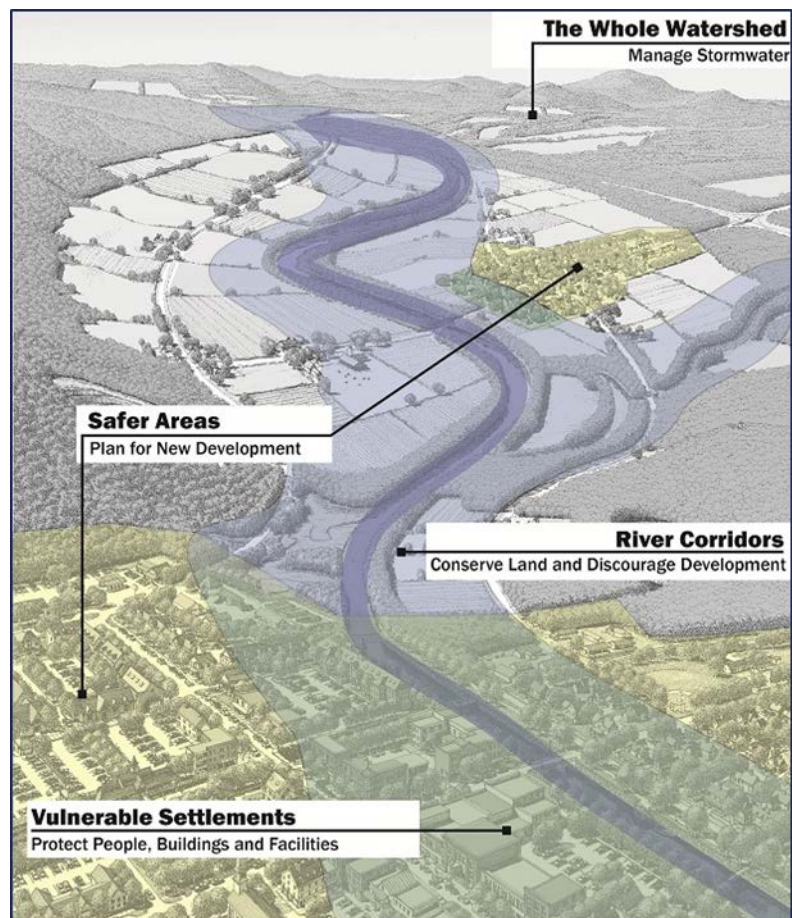 The Whole Watershed
Manage Stormwater
Safer Areas
Plan for New Development
River Corridors
Conserve Land and Discourage Development
Vulnerable Settlements
Protect People, Buildings and Facilities